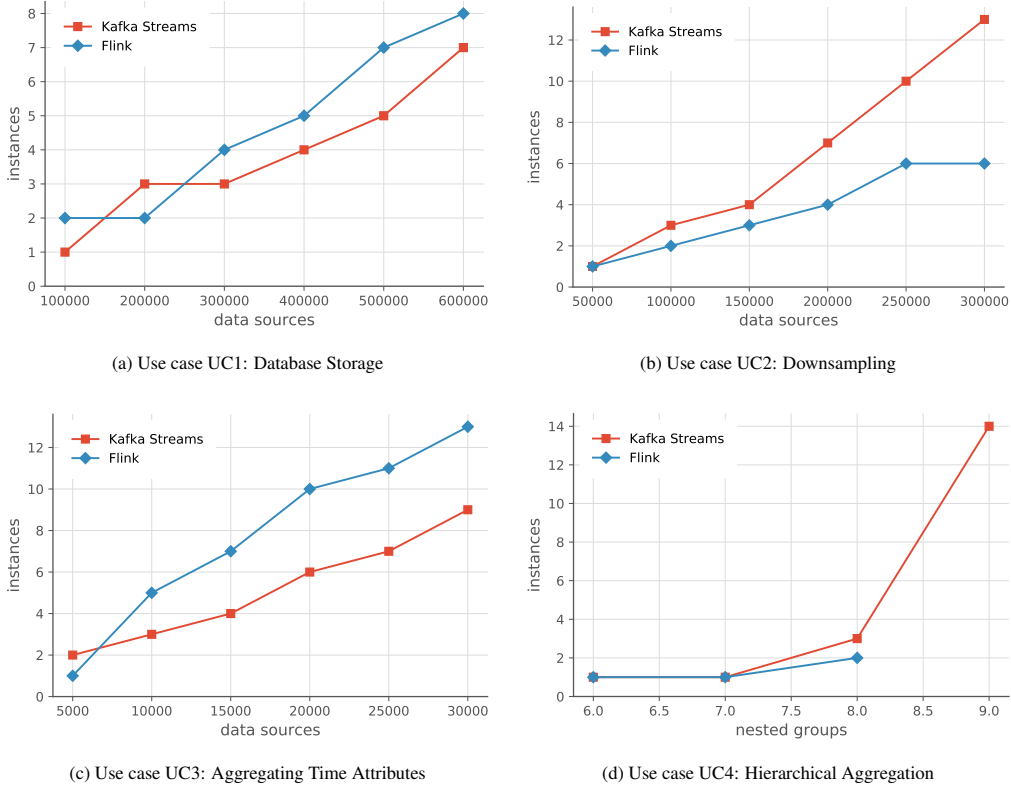 8
7
6
5
4
3
2
1
0
instances
Kafka Streams
Flink
100000 200000 300000 400000 500000 600000
data sources
(a) Use case UC1: Database Storage
12
10
8
6
4
2
0
instances
Kafka Streams
Flink
50000 100000 150000 200000 250000 300000
data sources
(b) Use case UC2: Downsampling
12
10
8
6
4
2
0
instances
Kafka Streams
Flink
5000 10000 15000 20000 25000 30000
data sources
(c) Use case UC3: Aggregating Time Attributes
14
12
10
8
6
4
2
0
instances
Kafka Streams
Flink
6.0 6.5 7.0 7.5 8.0 8.5 9.0
nested groups
(d) Use case UC4: Hierarchical Aggregation